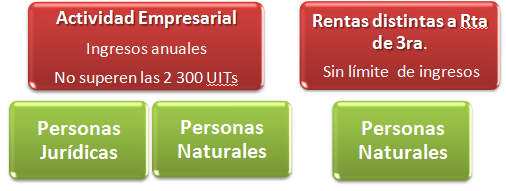 Actividad Empresarial
Ingresos anuales
No superen las 2 300 UITs
Rentas distintas a Rta
de 3ra.
Sin límite de ingresos
Personas
Jurídicas
Personas
Naturales
Personas
Naturales